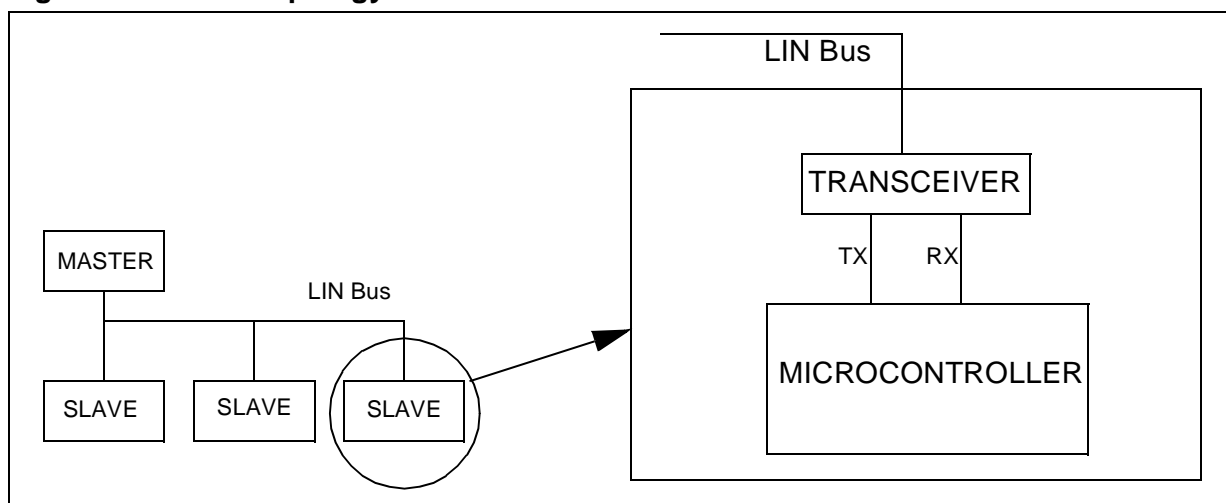 LIN Bus
TRANSCEIVER
TX RX
MICROCONTROLLER
MASTER
LIN Bus
SLAVE SLAVE SLAVE